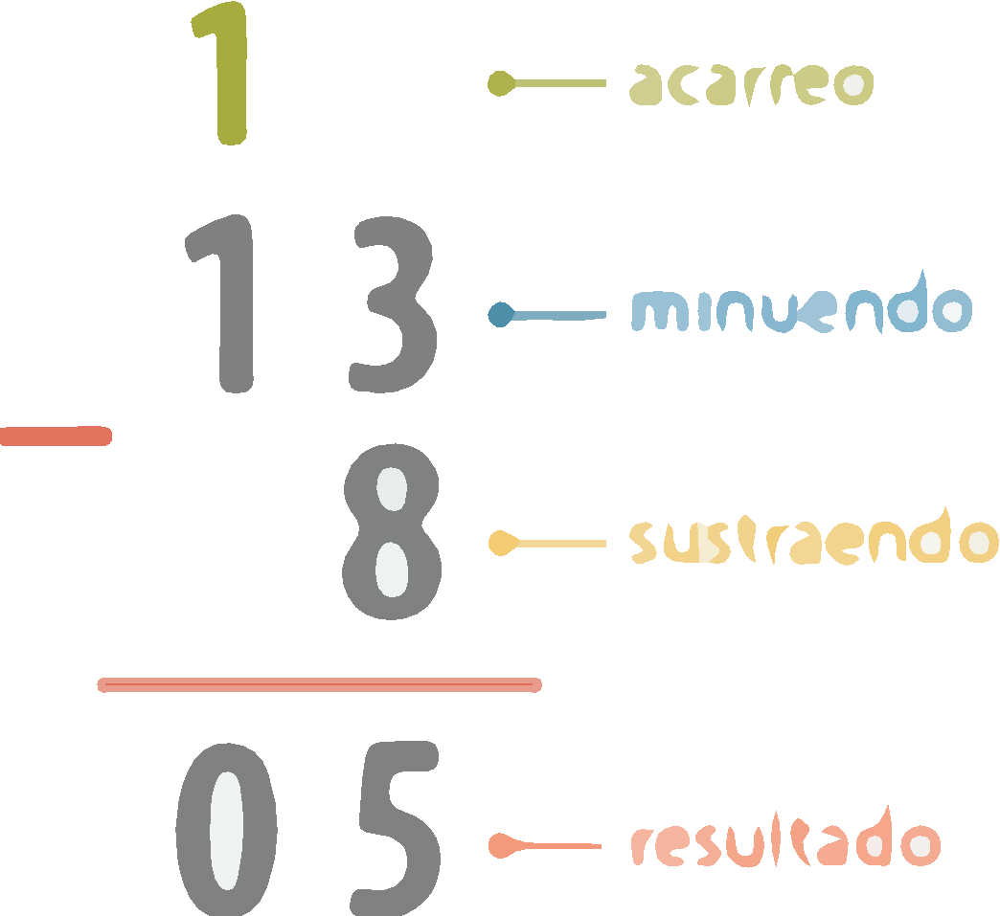 1 acarreo
13 minuendo
— 8 sustraendo
05 resultado